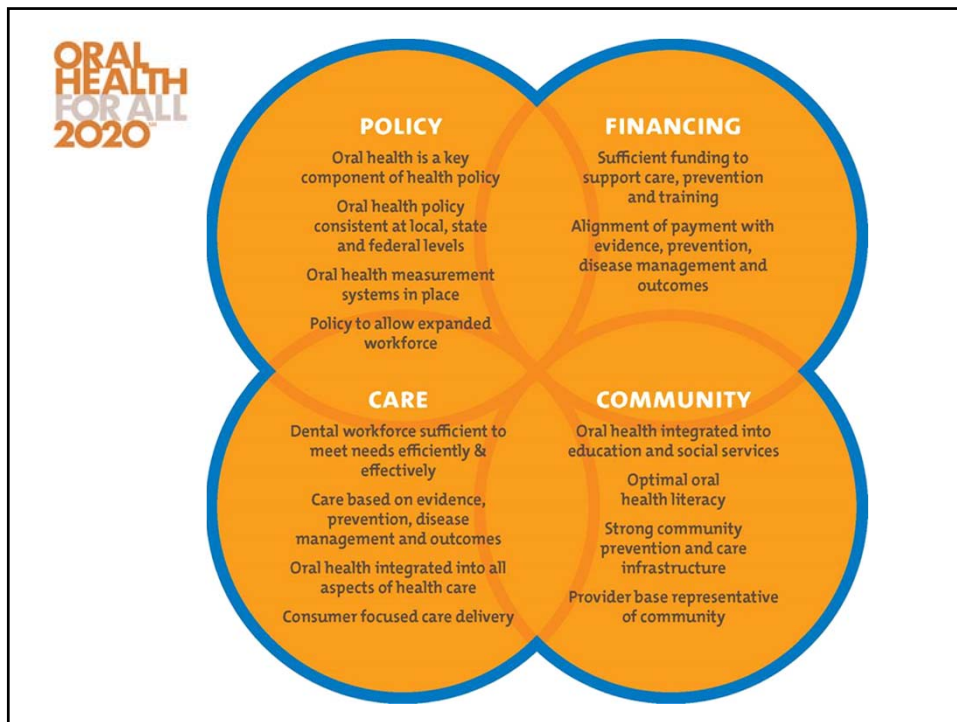 ORAL
HEALTH
FOR ALL
2020
POLICY
Oral health is a key
component of health policy
Oral health policy
consistent at local, state
and federal levels
Oral health measurement
systems in place
Policy to allow expanded
workforce
FINANCING
Sufficient funding to
support care, prevention
and training
Alignment of payment with
evidence, prevention,
disease management and
outcomes
CARE
Dental workforce sufficient to
meet needs efficiently &
effectively
Care based on evidence,
prevention, disease
management and outcomes
Oral health integrated into all
aspects of health care
Consumer focused care delivery
COMMUNITY
Oral health integrated into
education and social services
Optimal oral
health literacy
Strong community
prevention and care
infrastructure
Provider base representative
of community